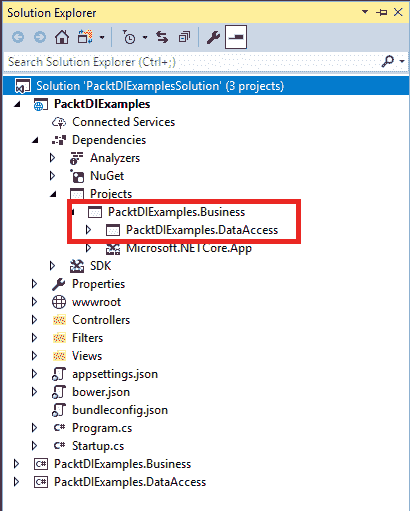 Solution Explorer
Search Solution Explorer (Ctrl+;)
Solution 'PacktDIExamplesSolution' (3 projects)
PacktDIExamples
Connected Services
Dependencies
Analyzers
NuGet
Projects
PacktDIExamples.Business
PacktDIExamples.DataAccess
Microsoft.NETCore.App
SDK
Properties
wwwroot
Controllers
Filters
Views
appsettings.json
bower.json
bundleconfig.json
C# Program.cs
C# Startup.cs
C# PacktDIExamples.Business
C# PacktDIExamples.DataAccess